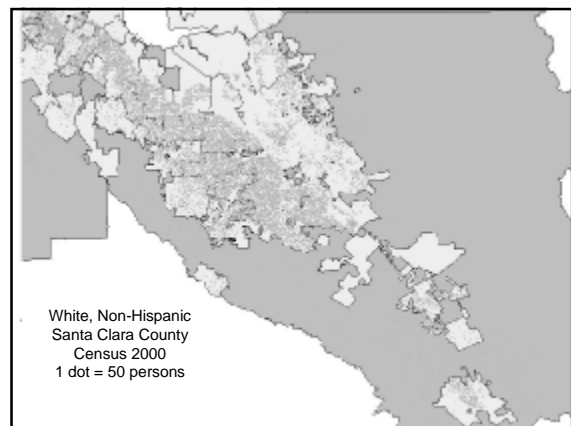 White, Non-Hispanic
Santa Clara County
Census 2000
1 dot = 50 persons